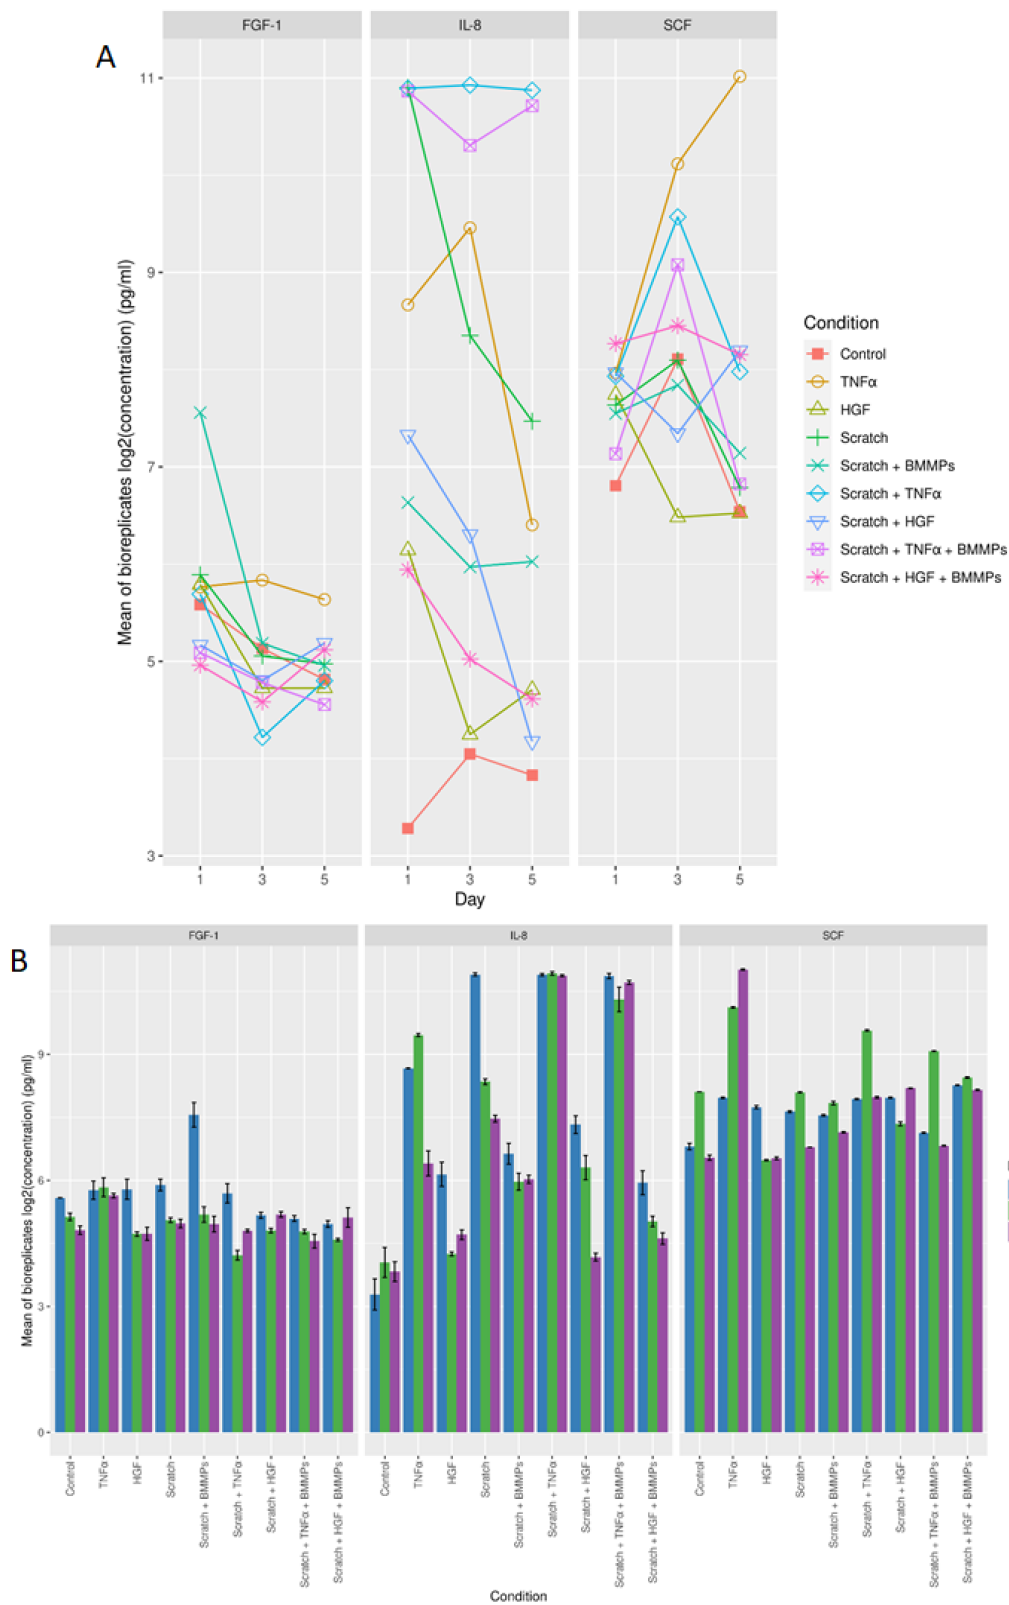 A
FGF-1 IL-8 SCF
11
9
7
5
3
Mean of bioreplicates log2(concentration) (pg/ml)
1 3 5 1 3 5 1 3 5
Day
Condition
Control
TNFα
HGF
Scratch
Scratch + BMMPs
Scratch + TNFα
Scratch + HGF
Scratch + TNFα + BMMPs
Scratch + HGF + BMMPs
B
FGF-1 IL-8 SCF
9
6
3
0
Mean of bioreplicates log2(concentration) (pg/ml)
Control
TNFα
HGF
Scratch
Scratch + BMMPs
Scratch + TNFα
Scratch + HGF
Scratch + TNFα + BMMPs
Scratch + HGF + BMMPs
Control
TNFα
HGF
Scratch
Scratch + BMMPs
Scratch + TNFα
Scratch + HGF
Scratch + TNFα + BMMPs
Scratch + HGF + BMMPs
Control
TNFα
HGF
Scratch
Scratch + BMMPs
Scratch + TNFα
Scratch + HGF
Scratch + TNFα + BMMPs
Scratch + HGF + BMMPs
Condition